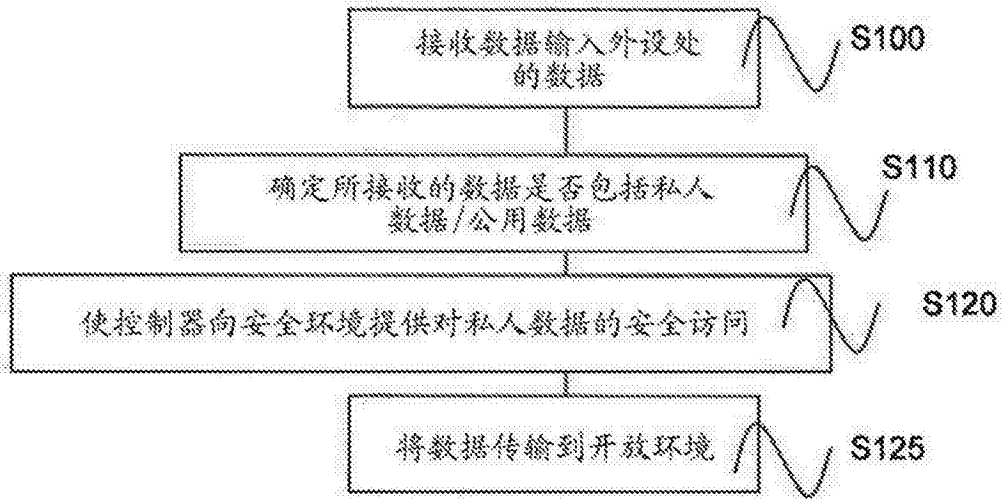 接收数据输入外设处
的数据
S100
确定所接收的数据是否包括私人
数据/公用数据
S110
使控制器向安全环境提供对私人数据的安全访问
S120
将数据传输到开放环境
S125